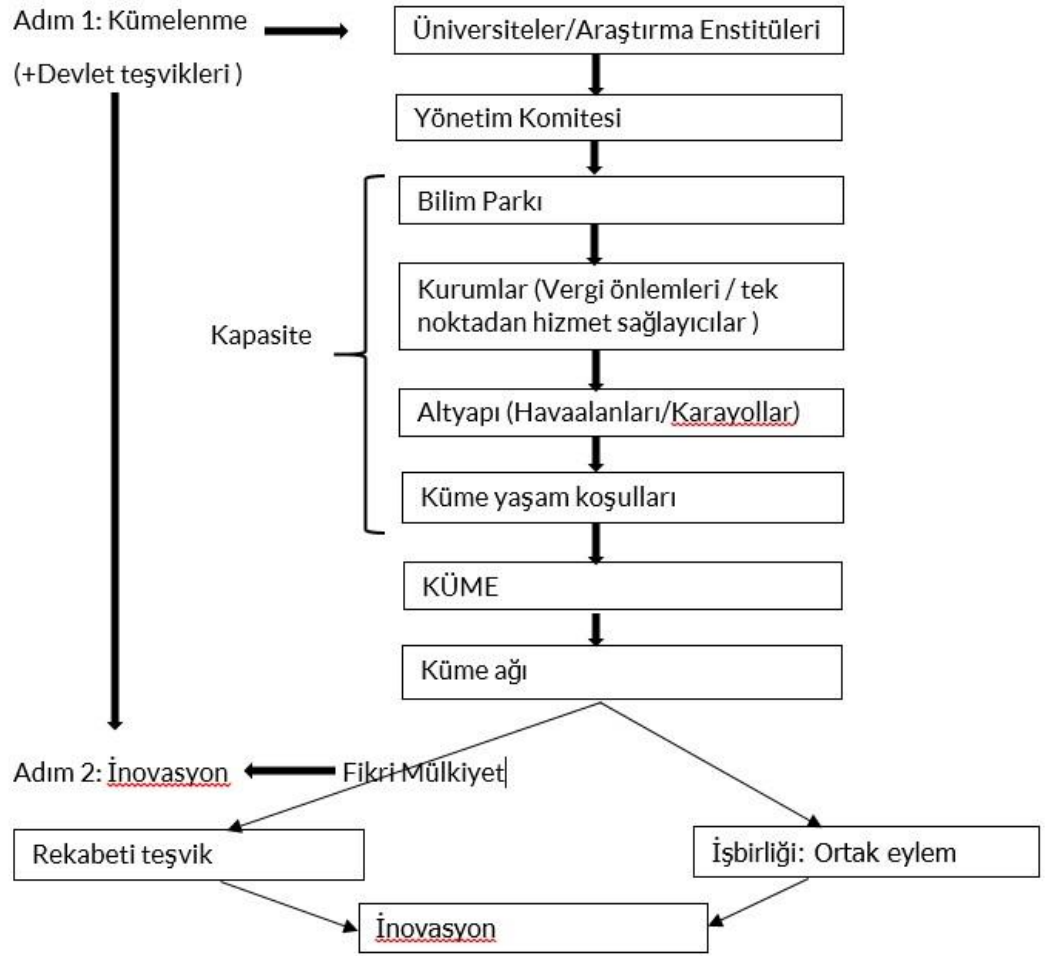 Adım 1: Kümelenme
(+Devlet teşvikleri )
Üniversiteler/Araştırma Enstitüleri
Yönetim Komitesi
Bilim Parkı
Kurumlar (Vergi önlemleri / tek
noktadan hizmet sağlayıcılar )
Kapasite
Altyapı (Havaalanları/Karayollar)
Küme yaşam koşulları
KÜME
Küme ağı
Adım 2: İnovasyon
Fikri Mülkiyet
Rekabeti teşvik
İşbirliği: Ortak eylem
İnovasyon